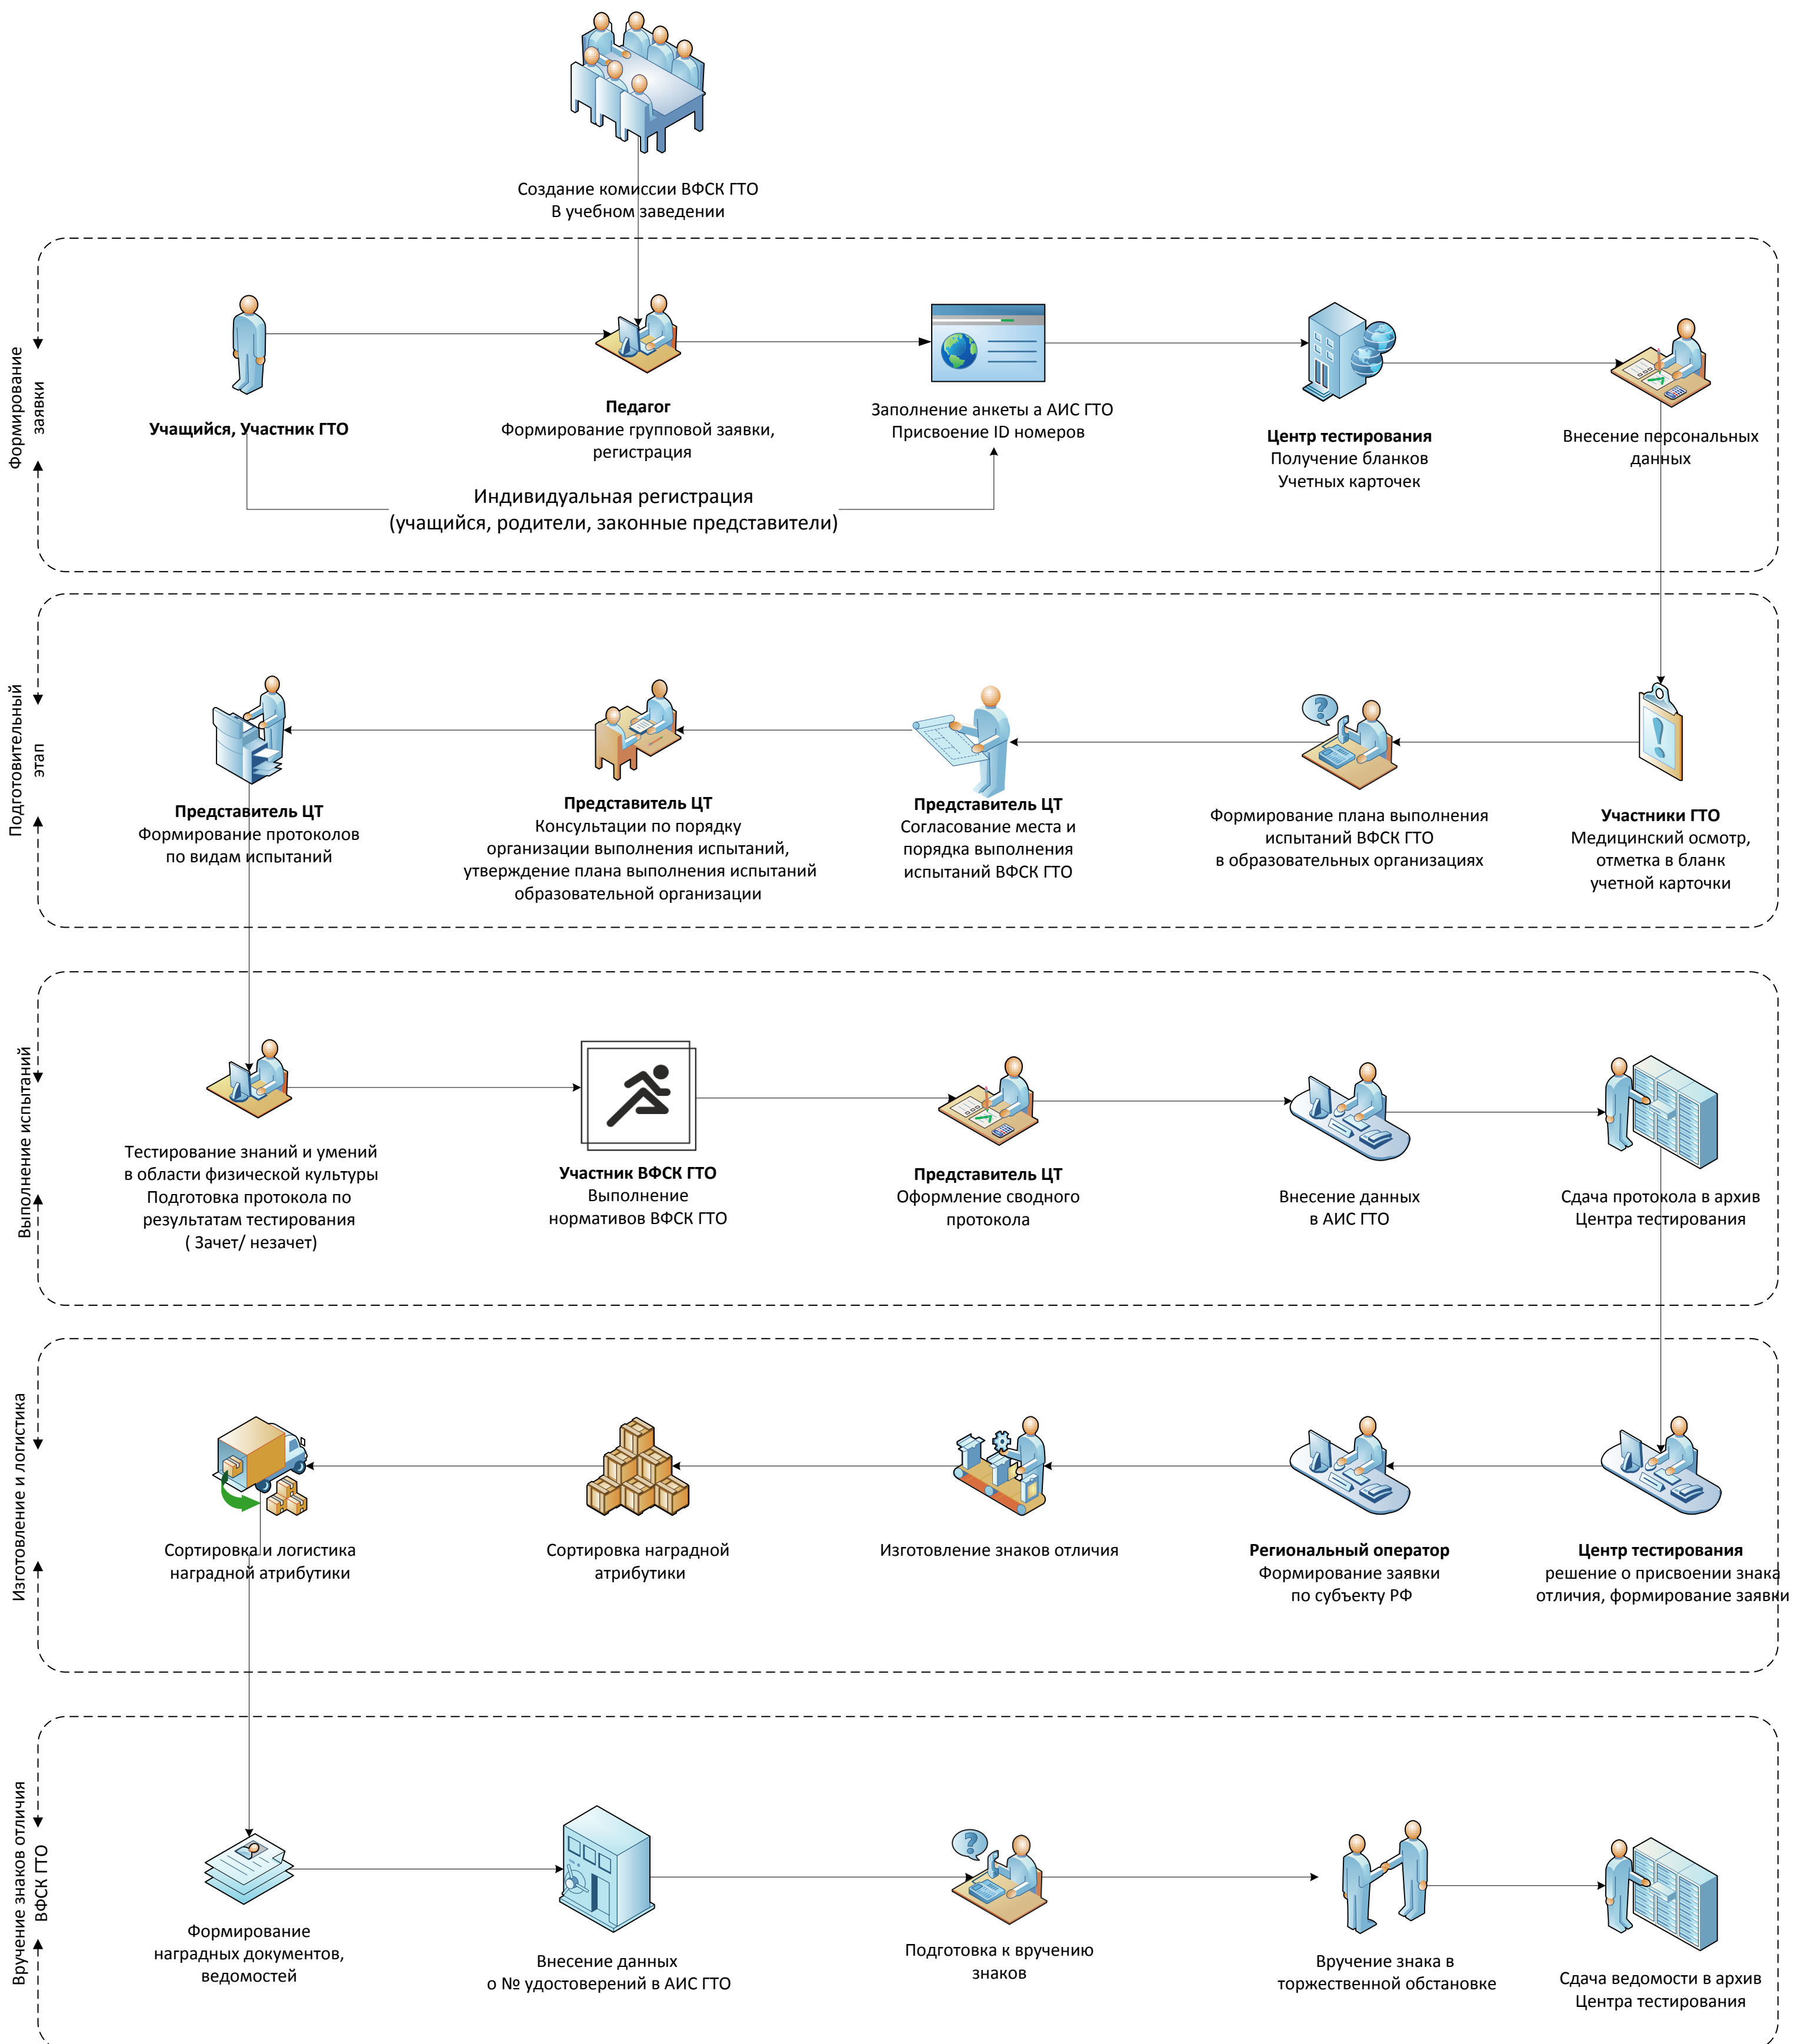 Создание комиссии ВФСК ГТО
В учебном заведении
Формирование
заявки
Учащийся, Участник ГТО
Педагог
Формирование групповой заявки,
регистрация
Заполнение анкеты а АИС ГТО
Присвоение ID номеров
Центр тестирования
Получение бланков
Учетных карточек
Внесение персональных
данных
Индивидуальная регистрация
(учащийся, родители, законные представители)
Подготовительный
этап
Представитель ЦТ
Формирование протоколов
по видам испытаний
Представитель ЦТ
Консультации по порядку
организации выполнения испытаний,
утверждение плана выполнения испытаний
образовательной организации
Представитель ЦТ
Согласование места и
порядка выполнения
испытаний ВФСК ГТО
Формирование плана выполнения
испытаний ВФСК ГТО
в образовательных организациях
Участники ГТО
Медицинский осмотр,
отметка в бланк
учетной карточки
Выполнение испытаний
Тестирование знаний и умений
в области физической культуры
Подготовка протокола по
результатам тестирования
( Зачет/ незачет)
Участник ВФСК ГТО
Выполнение
нормативов ВФСК ГТО
Представитель ЦТ
Оформление сводного
протокола
Внесение данных
в АИС ГТО
Сдача протокола в архив
Центра тестирования
Изготовление и логистика
Сортировка и логистика
наградной атрибутики
Сортировка наградной
атрибутики
Изготовление знаков отличия
Региональный оператор
Формирование заявки
по субъекту РФ
Центр тестирования
решение о присвоении знака
отличия, формирование заявки
Вручение знаков отличия
ВФСК ГТО
Формирование
наградных документов,
ведомостей
Внесение данных
о № удостоверений в АИС ГТО
Подготовка к вручению
знаков
Вручение знака в
торжественной обстановке
Сдача ведомости в архив
Центра тестирования